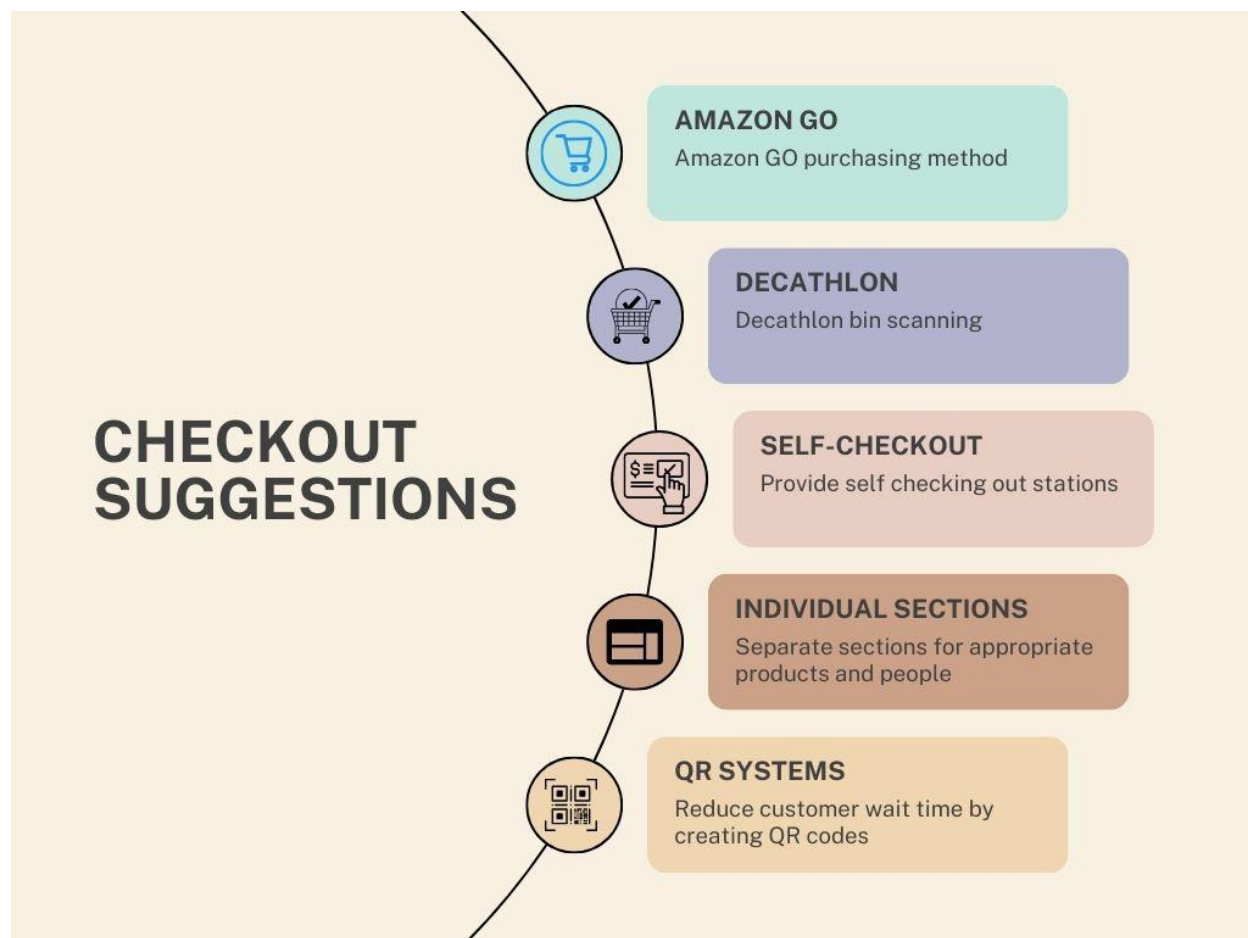 CHECKOUT
SUGGESTIONS
AMAZON GO
Amazon GO purchasing method
DECATHLON
Decathlon bin scanning
SELF-CHECKOUT
Provide self checking out stations
INDIVIDUAL SECTIONS
Separate sections for appropriate
products and people
QR SYSTEMS
Reduce customer wait time by
creating QR codes